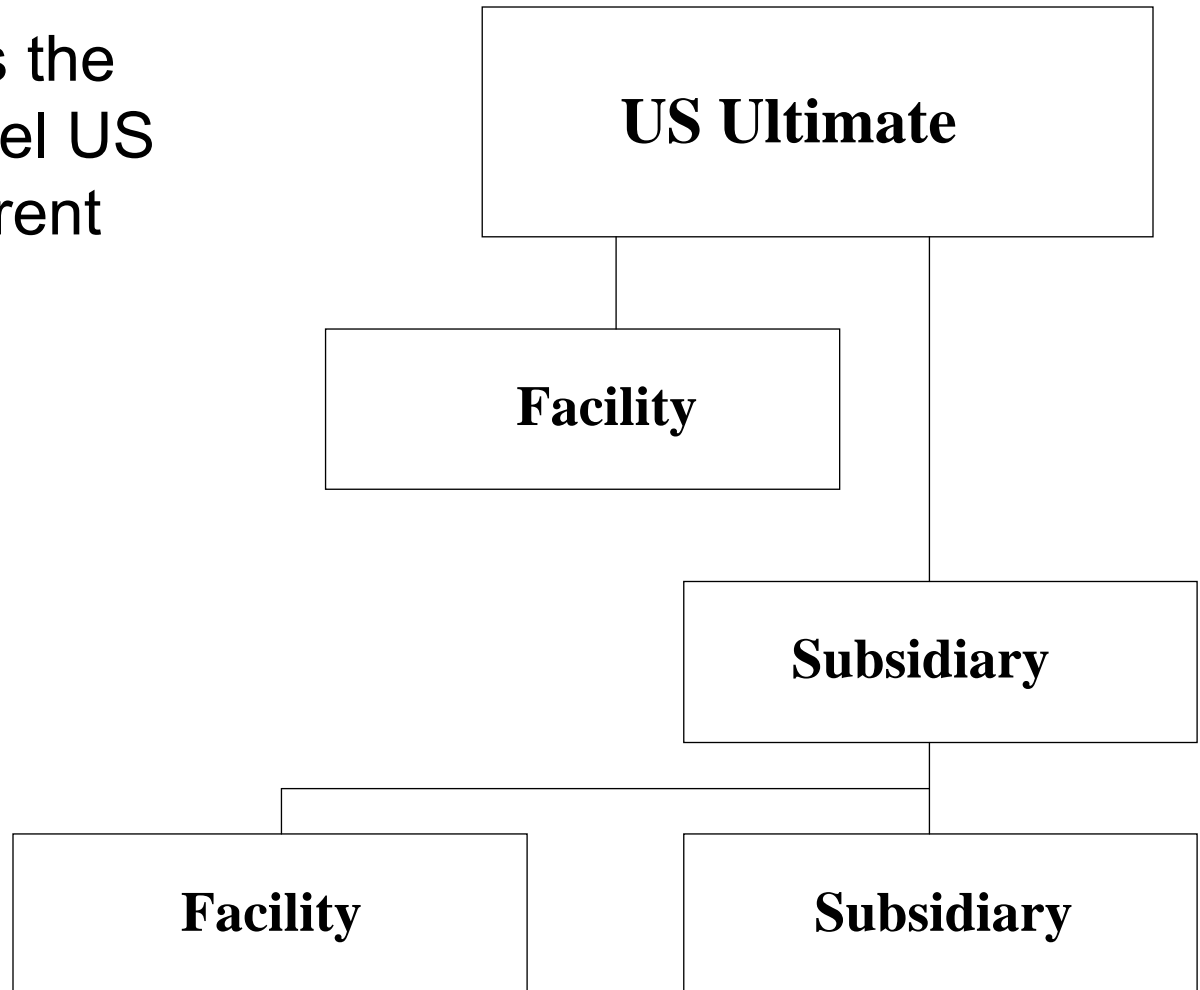 s the
el US
rent
US Ultimate
Facility
Subsidiary
Facility
Subsidiary